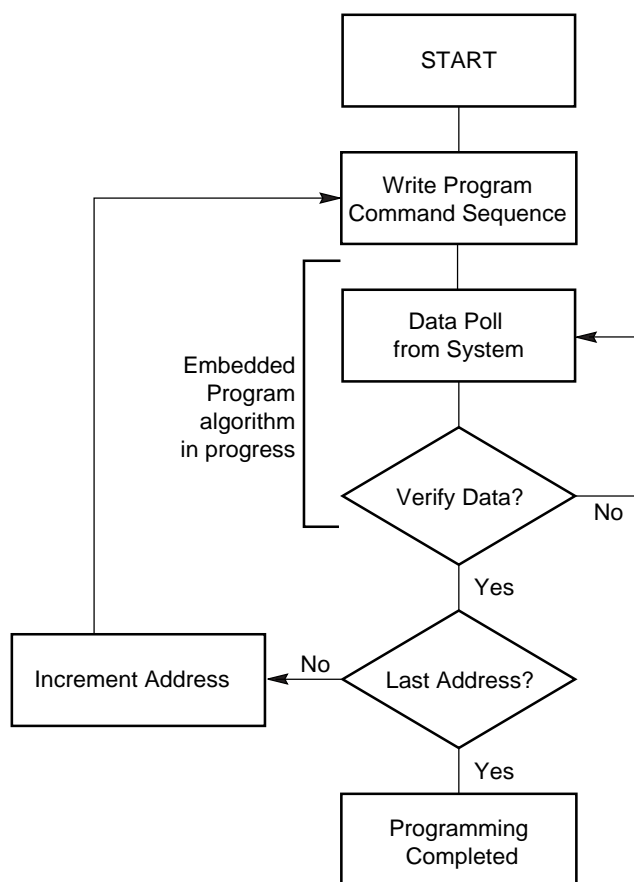 START
Write Program
Command Sequence
Data Poll
from System
Embedded
Program
algorithm
in progress
Verify Data?
No
Yes
No
Increment Address
Last Address?
Yes
Programming
Completed